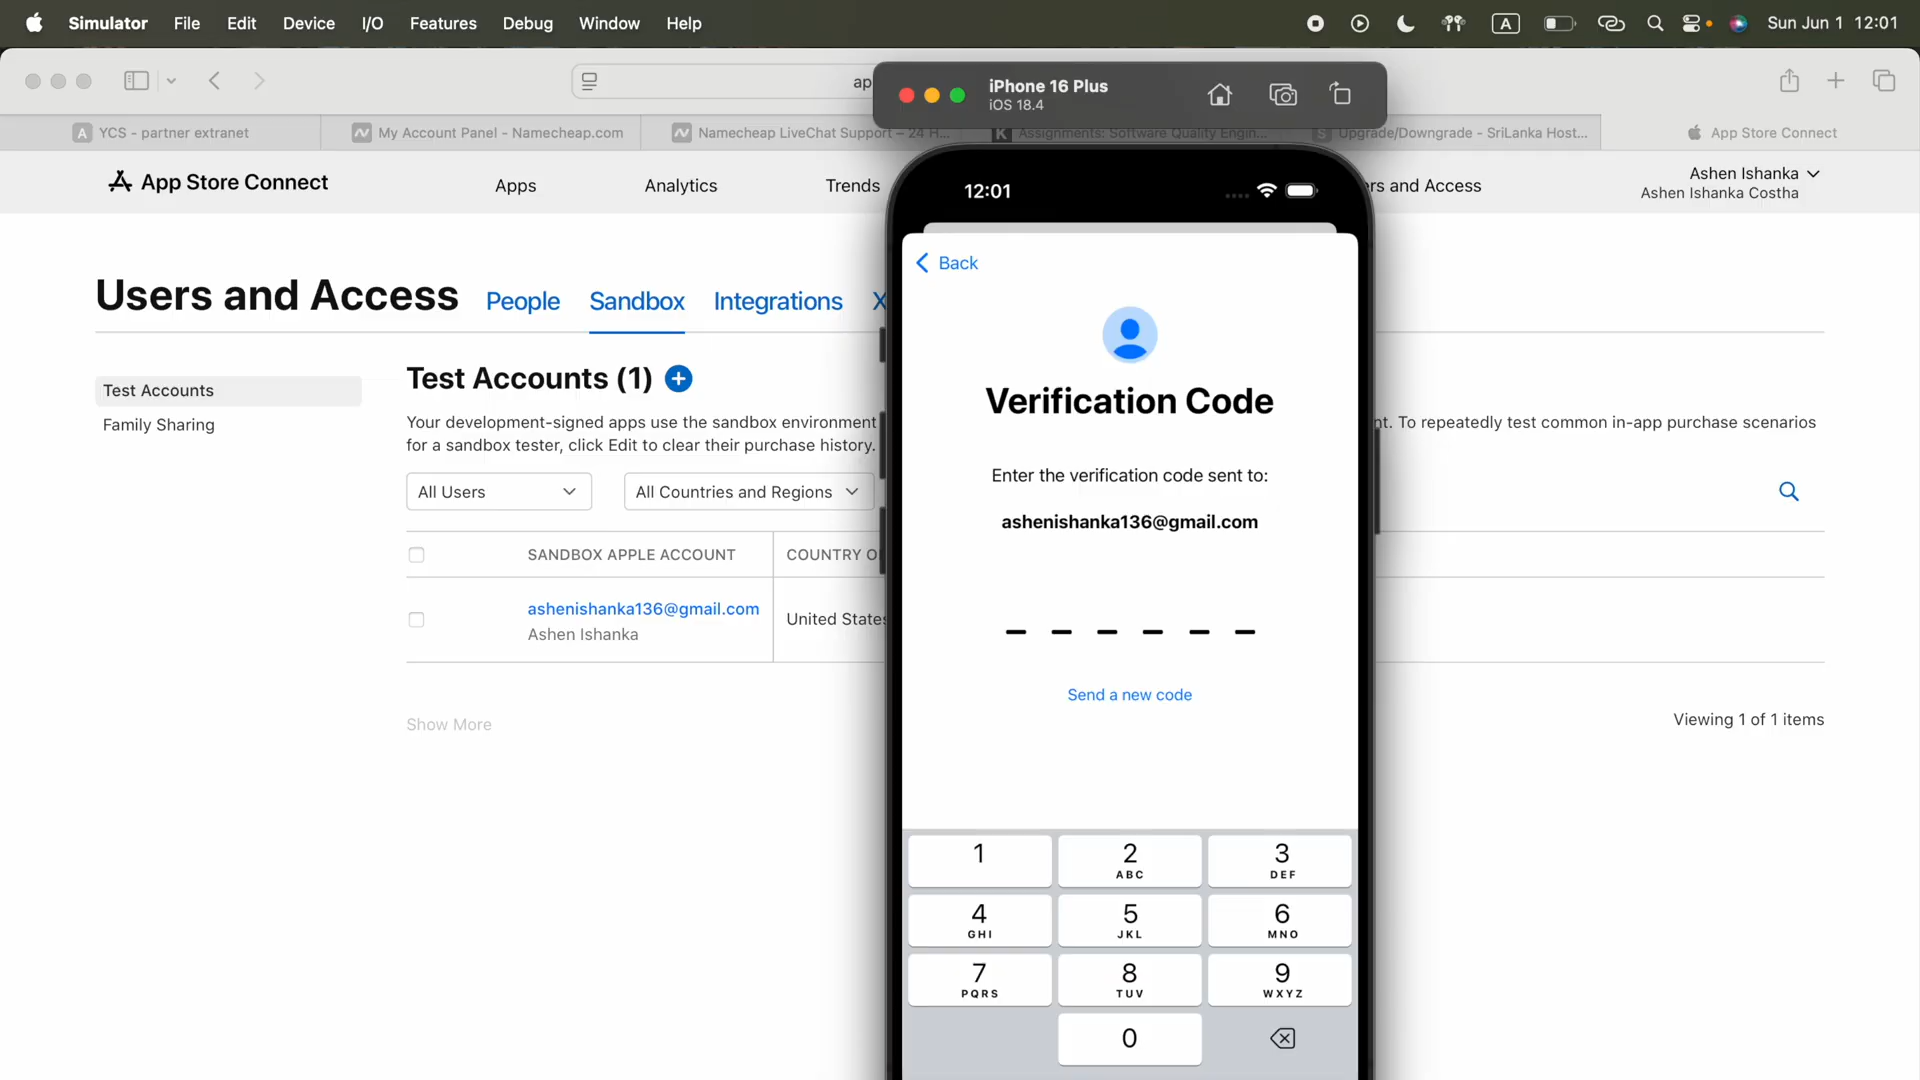 Simulator File Edit Device I/O Features Debug Window Help A Sun Jun 1 12:01
ap
iPhone 16 Plus
iOS 18.4
A YCS - partner extranet
My Account Panel - Namecheap.com
Namecheap LiveChat Support – 24 H...
K Assignments: Software Quality Engin...
S Upgrade/Downgrade - SriLanka Host...
App Store Connect
App Store Connect
Apps
Analytics
Trends
ers and Access
Ashen Ishanka
Ashen Ishanka Costha
Users and Access
People
Sandbox
Integrations
X
Test Accounts
Family Sharing
Test Accounts (1)
Your development-signed apps use the sandbox environment
nt. To repeatedly test common in-app purchase scenarios
for a sandbox tester, click Edit to clear their purchase history.
All Users
All Countries and Regions
SANDBOX APPLE ACCOUNT
COUNTRY O
ashenishanka136@gmail.com
Ashen Ishanka
United States
Show More
Viewing 1 of 1 items
12:01
Back
Verification Code
Enter the verification code sent to:
ashenishanka136@gmail.com
Send a new code
1
2
ABC
3
DEF
4
GHI
5
JKL
6
MNO
7
PQRS
8
TUV
9
WXYZ
0